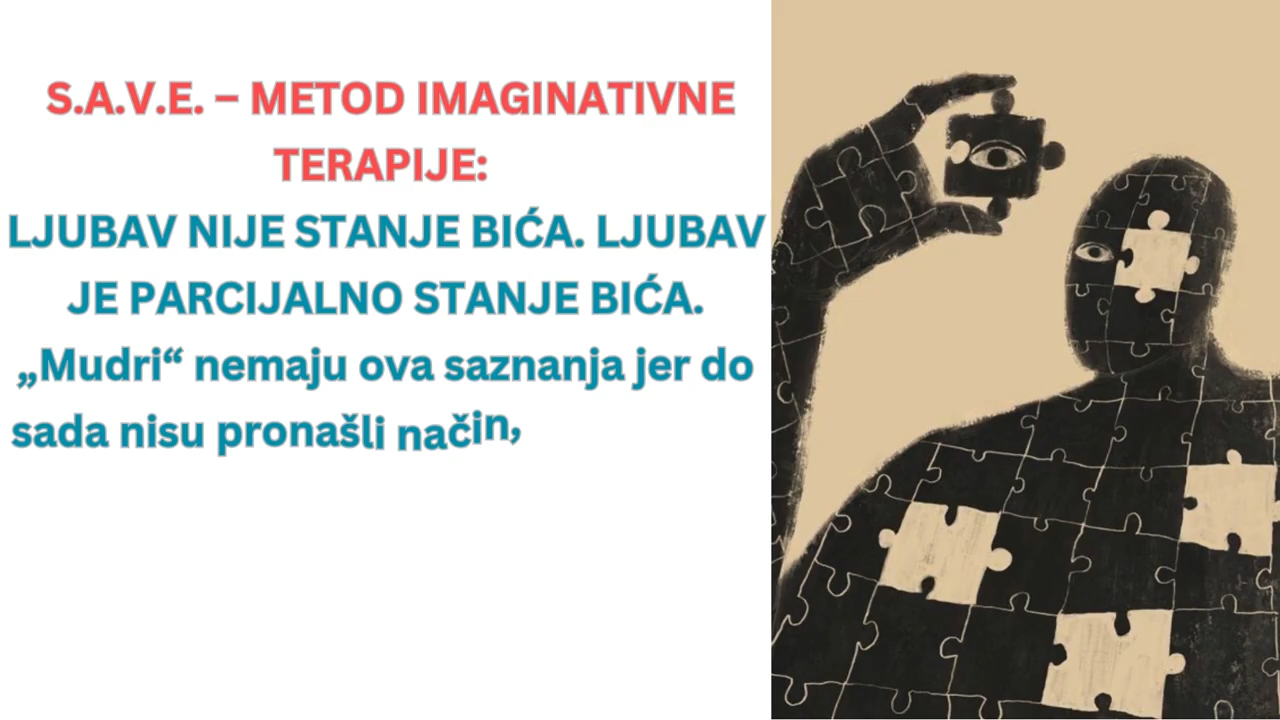 S.A.V.E. – METOD IMAGINATIVNE
TERAPIJE:
LJUBAV NIJE STANJE BIĆA. LJUBAV
JE PARCIJALNO STANJE BIĆA.
„Mudri“ nemaju ova saznanja jer do
sada nisu pronašli način,